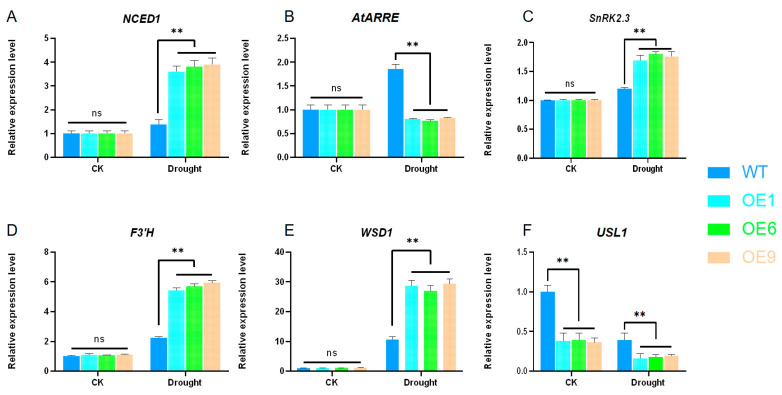 A
NCED1
Relative expression level
5
4
3
2
1
0
ns
**
CK
Drought
B
AtARRE
Relative expression level
2.5
2.0
1.5
1.0
0.5
0.0
ns
**
CK
Drought
C
SnRK2.3
Relative expression level
2.0
1.5
1.0
0.5
0.0
ns
**
CK
Drought
WT
OE1
OE6
OE9
D
F3'H
Relative expression level
8
6
4
2
0
ns
**
CK
Drought
E
WSD1
Relative expression level
40
30
20
10
0
ns
**
CK
Drought
F
USL1
Relative expression level
1.5
1.0
0.5
0.0
**
**
CK
Drought